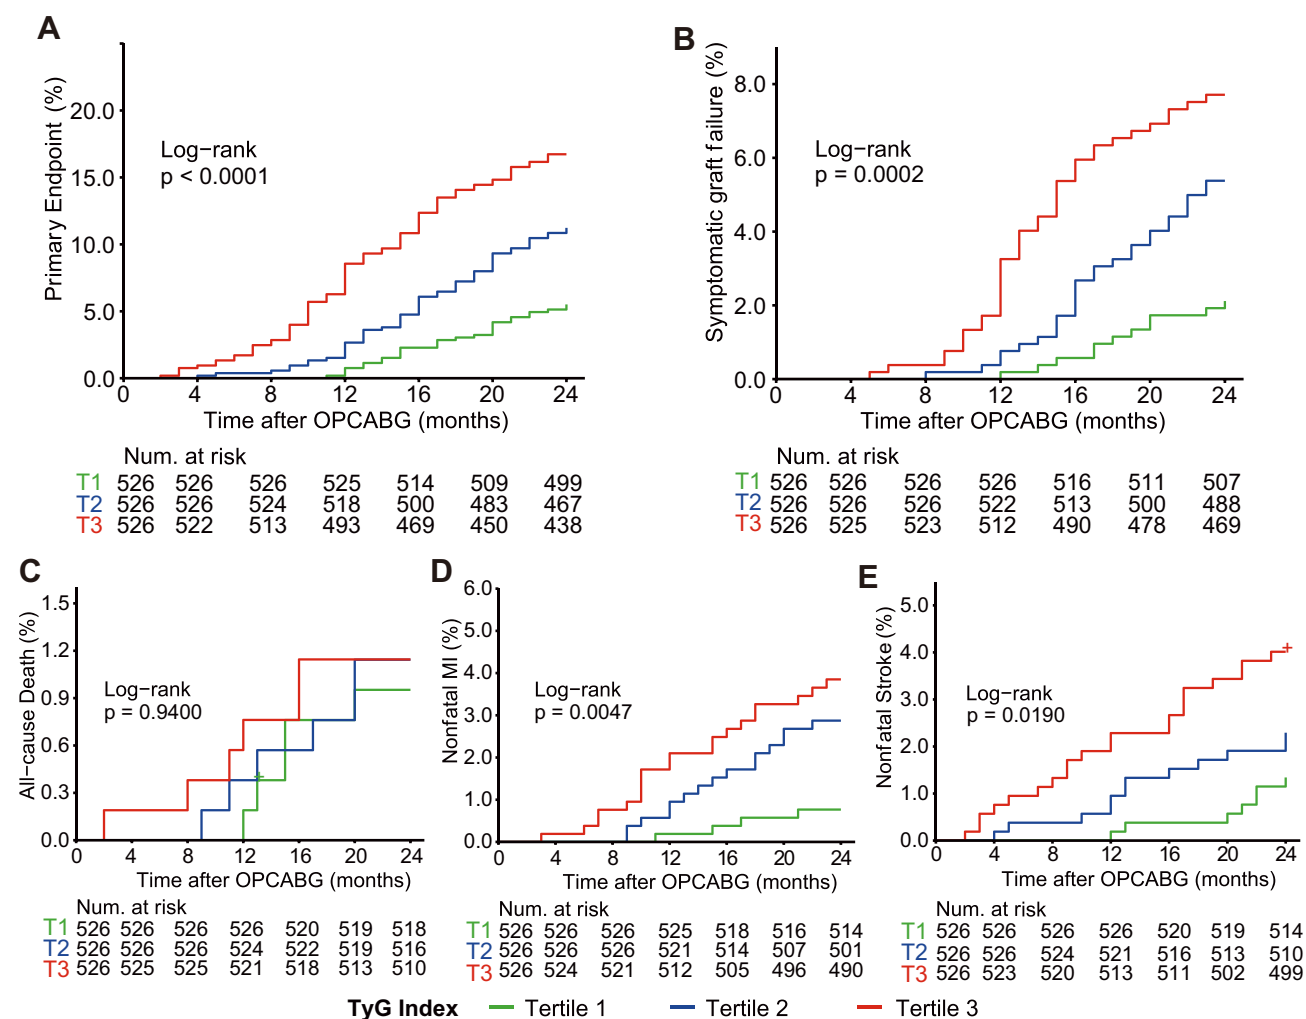 A
Primary Endpoint (%)
20.0
15.0
10.0
5.0
0.0
Log-rank
p < 0.0001
0 4 8 12 16 20 24
Time after OPCABG (months)
Num. at risk
T1 526 526 526 525 514 509 499
T2 526 526 524 518 500 483 467
T3 526 522 513 493 469 450 438
B
Symptomatic graft failure (%)
8.0
6.0
4.0
2.0
0.0
Log-rank
p = 0.0002
0 4 8 12 16 20 24
Time after OPCABG (months)
Num. at risk
T1 526 526 526 526 516 511 507
T2 526 526 526 522 513 500 488
T3 526 525 523 512 490 478 469
C
All-cause Death (%)
1.5
1.2
0.9
0.6
0.3
0.0
Log-rank
p = 0.9400
0 4 8 12 16 20 24
Time after OPCABG (months)
Num. at risk
T1 526 526 526 526 520 519 518
T2 526 526 526 524 522 519 516
T3 526 525 525 521 518 513 510
D
Nonfatal MI (%)
6.0
5.0
4.0
3.0
2.0
1.0
0.0
Log-rank
p = 0.0047
0 4 8 12 16 20 24
Time after OPCABG (months)
Num. at risk
T1 526 526 526 525 518 516 514
T2 526 526 526 521 514 507 501
T3 526 524 521 512 505 496 490
E
Nonfatal Stroke (%)
5.0
4.0
3.0
2.0
1.0
0.0
Log-rank
p = 0.0190
0 4 8 12 16 20 24
Time after OPCABG (months)
Num. at risk
T1 526 526 526 526 520 519 514
T2 526 526 524 521 516 513 510
T3 526 523 520 513 511 502 499
TyG Index Tertile 1 Tertile 2 Tertile 3